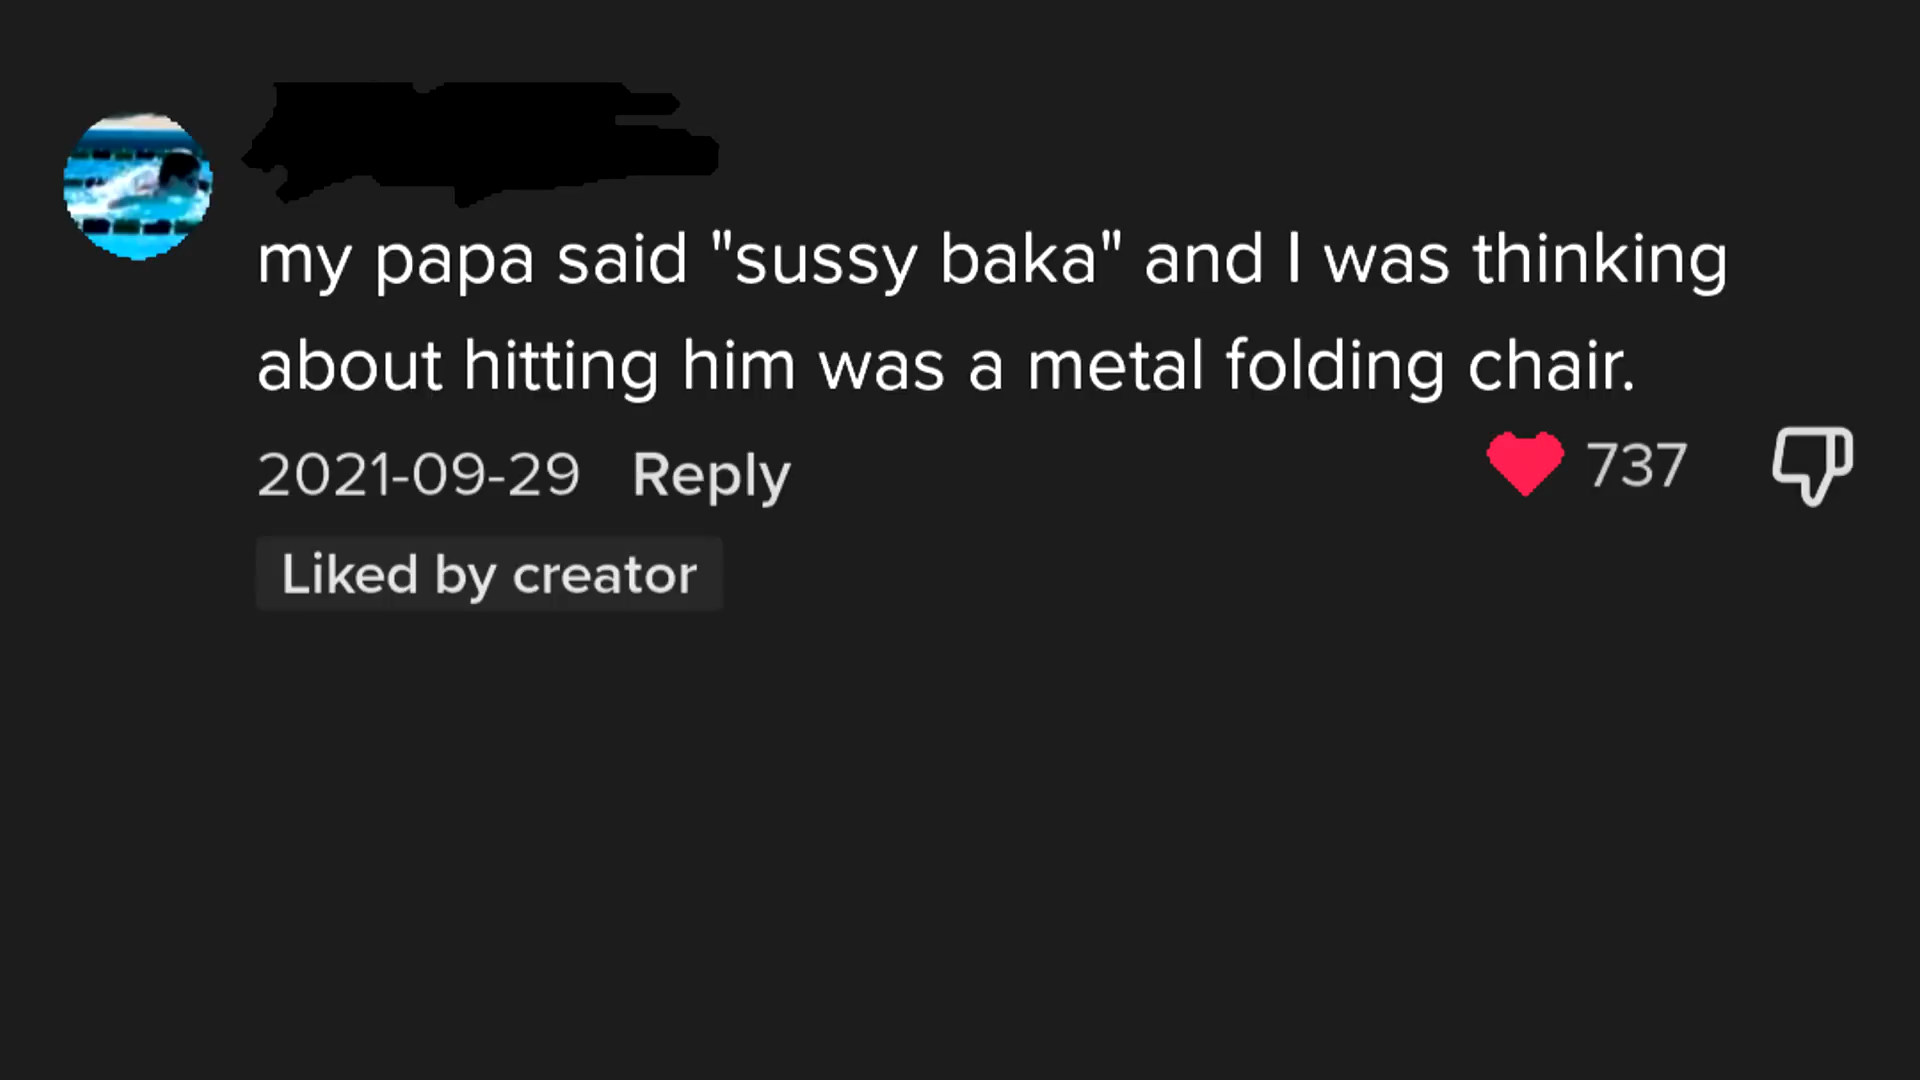 my papa said "sussy baka" and I was thinking
about hitting him was a metal folding chair.
2021-09-29 Reply
737
Liked by creator